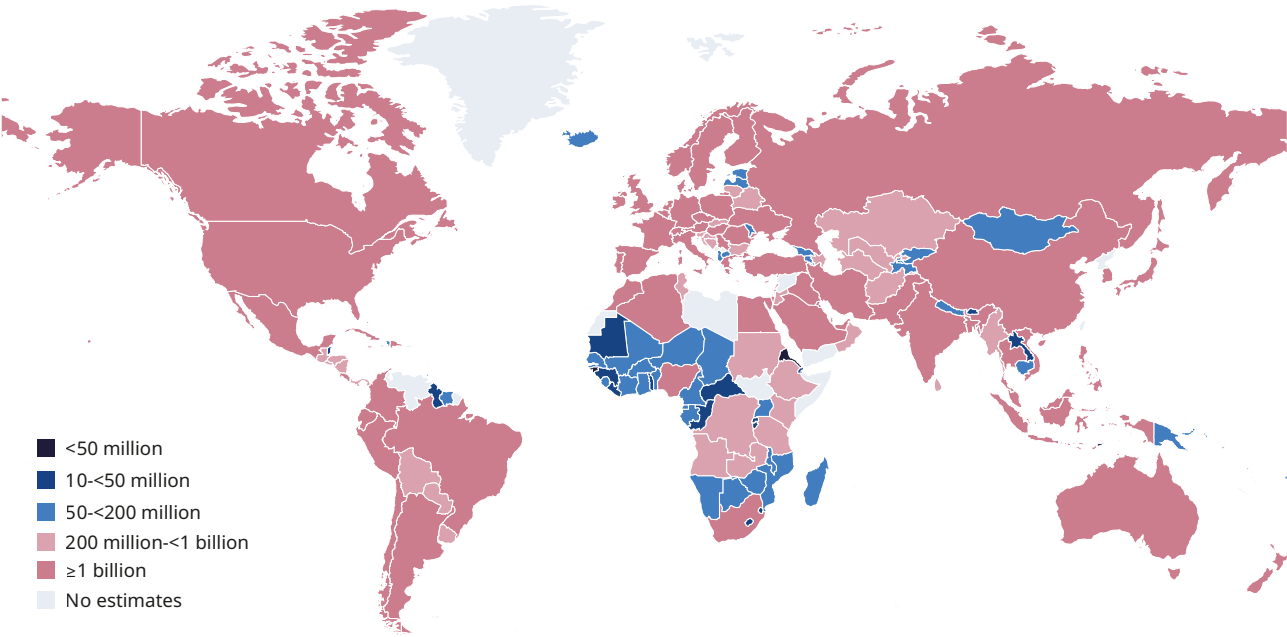 <50 million
10-<50 million
50-<200 million
200 million-<1 billion
≥1 billion
No estimates